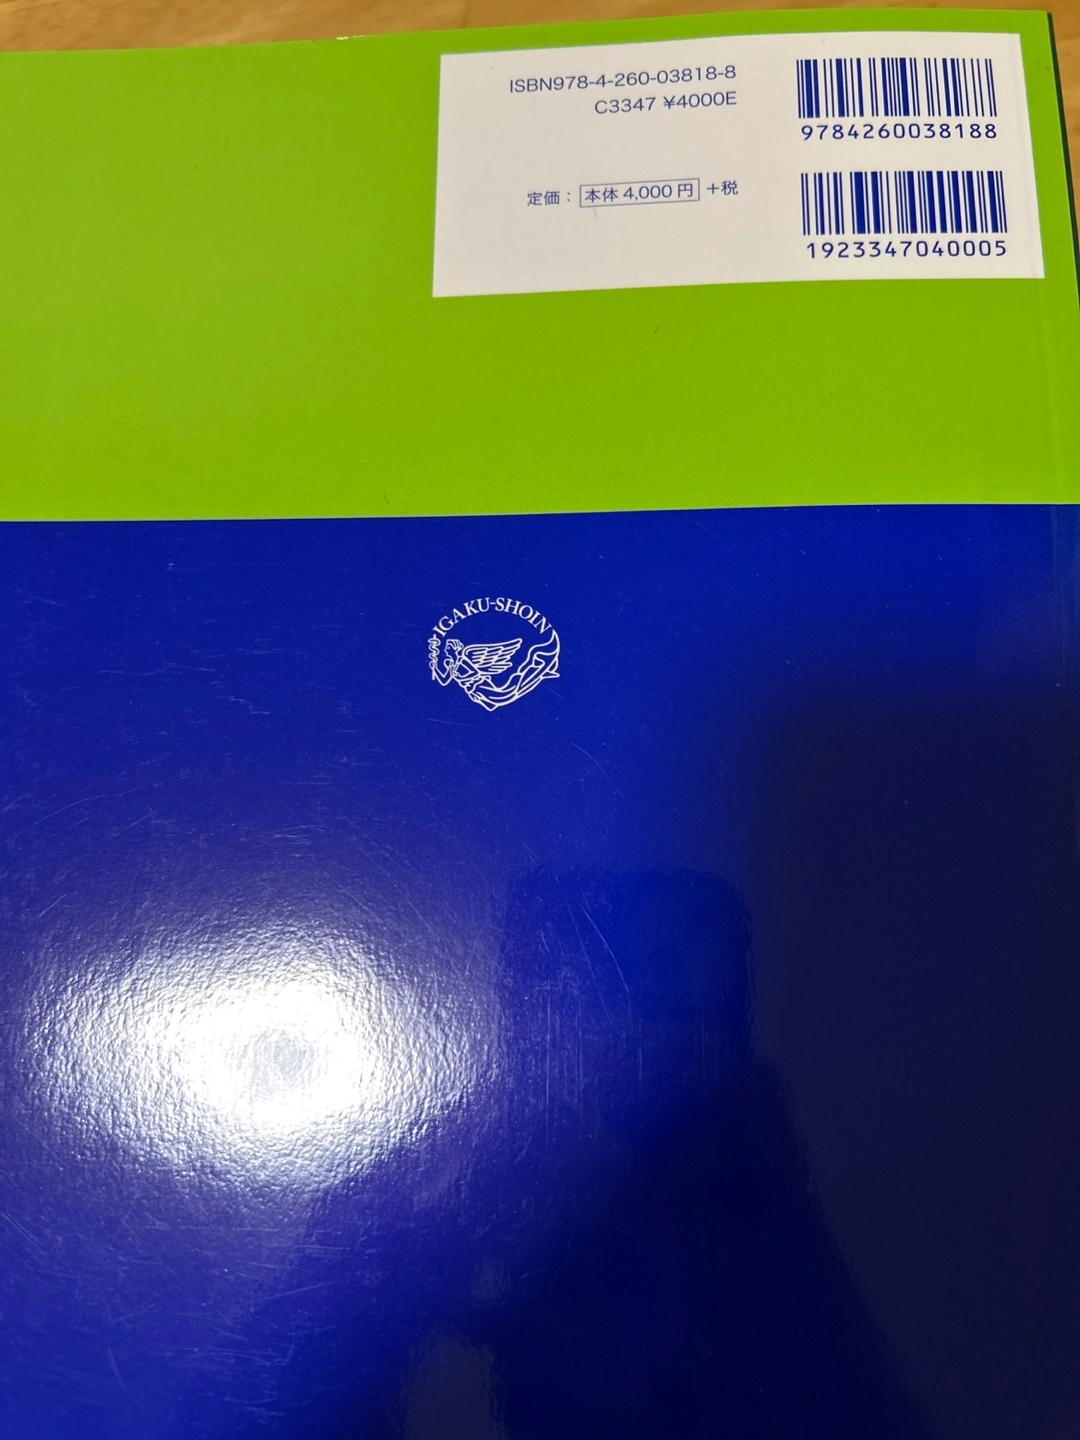 ISBN978-4-260-03818-8
C3347 ¥4000E
9784260038188
定価： 本体 4,000 円 +税
1923347040005
IGAKU-SHOIN